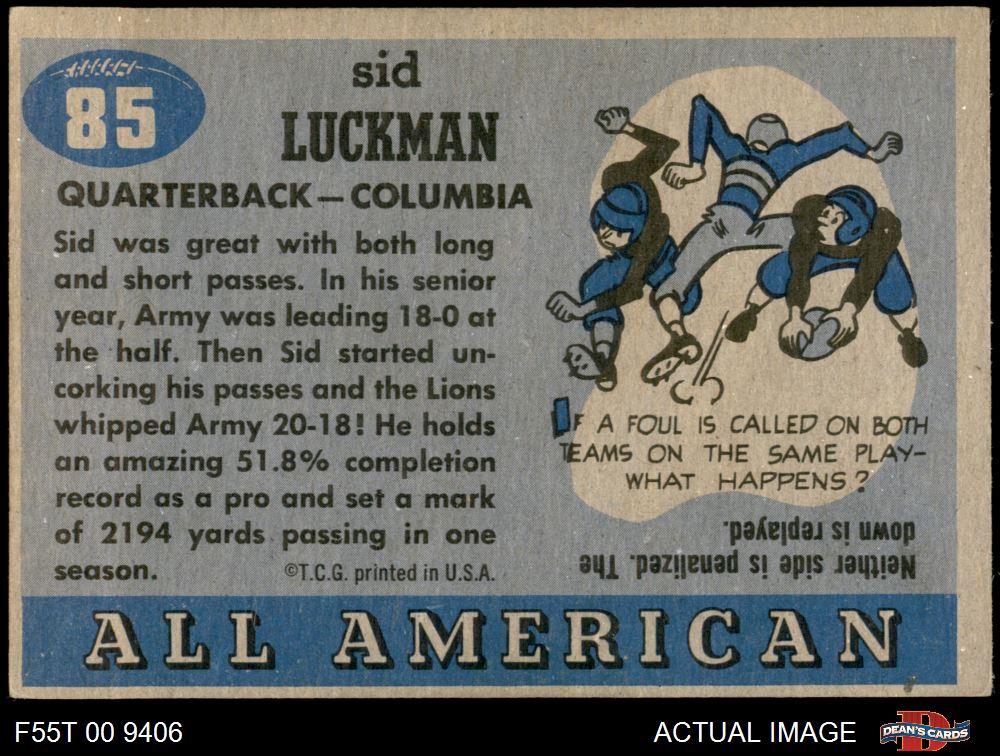 85
sid
LUCKMAN
QUARTERBACK—COLUMBIA
Sid was great with both long
and short passes. In his senior
year, Army was leading 18-0 at
the half. Then Sid started un-
corking his passes and the Lions
whipped Army 20-18! He holds
an amazing 51.8% completion
record as a pro and set a mark
of 2194 yards passing in one
season.
©T.C.G. printed in U.S.A.
IF A FOUL IS CALLED ON BOTH
TEAMS ON THE SAME PLAY—
WHAT HAPPENS?
Neither side is penalized. The
down is replayed.
ALL AMERICAN
F55T 00 9406
ACTUAL IMAGE
D
DEAN'S CARDS